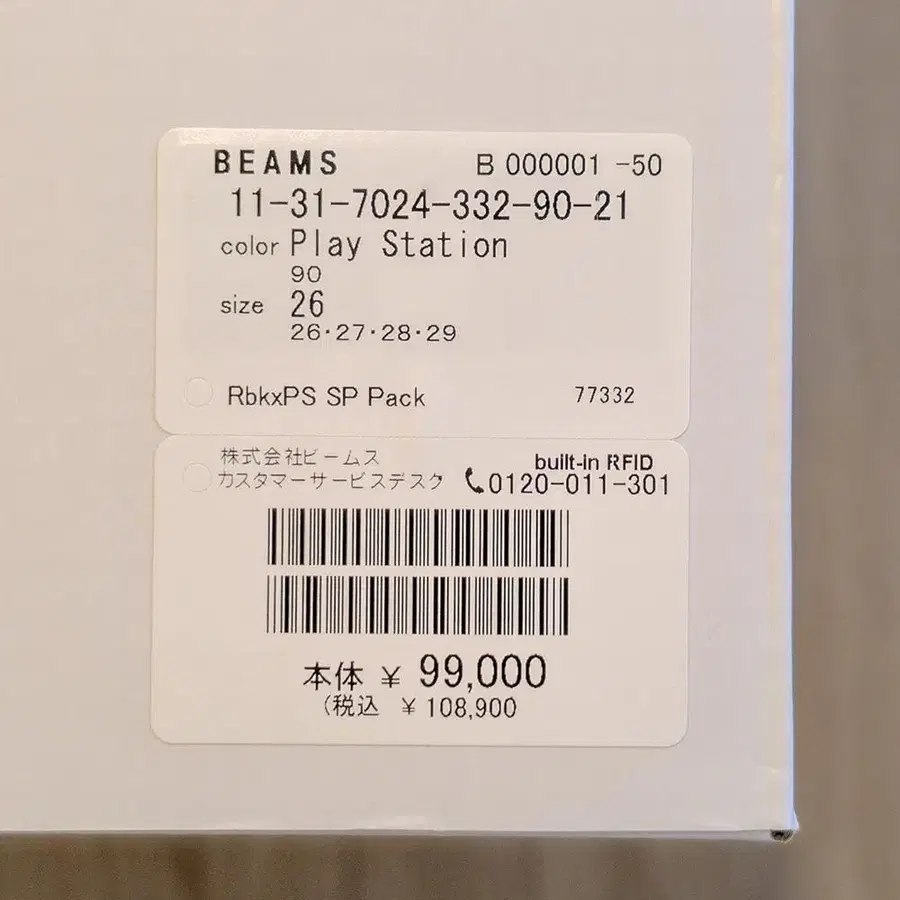 BEAMS B 000001 -50
11-31-7024-332-90-21
color Play Station
90
size 26
26・27・28・29
RbkxPS SP Pack 77332
株式会社ビームス built-in RFID
カスタマーサービスデスク 0120-011-301
本体 ¥ 99,000
(税込 ¥ 108,900